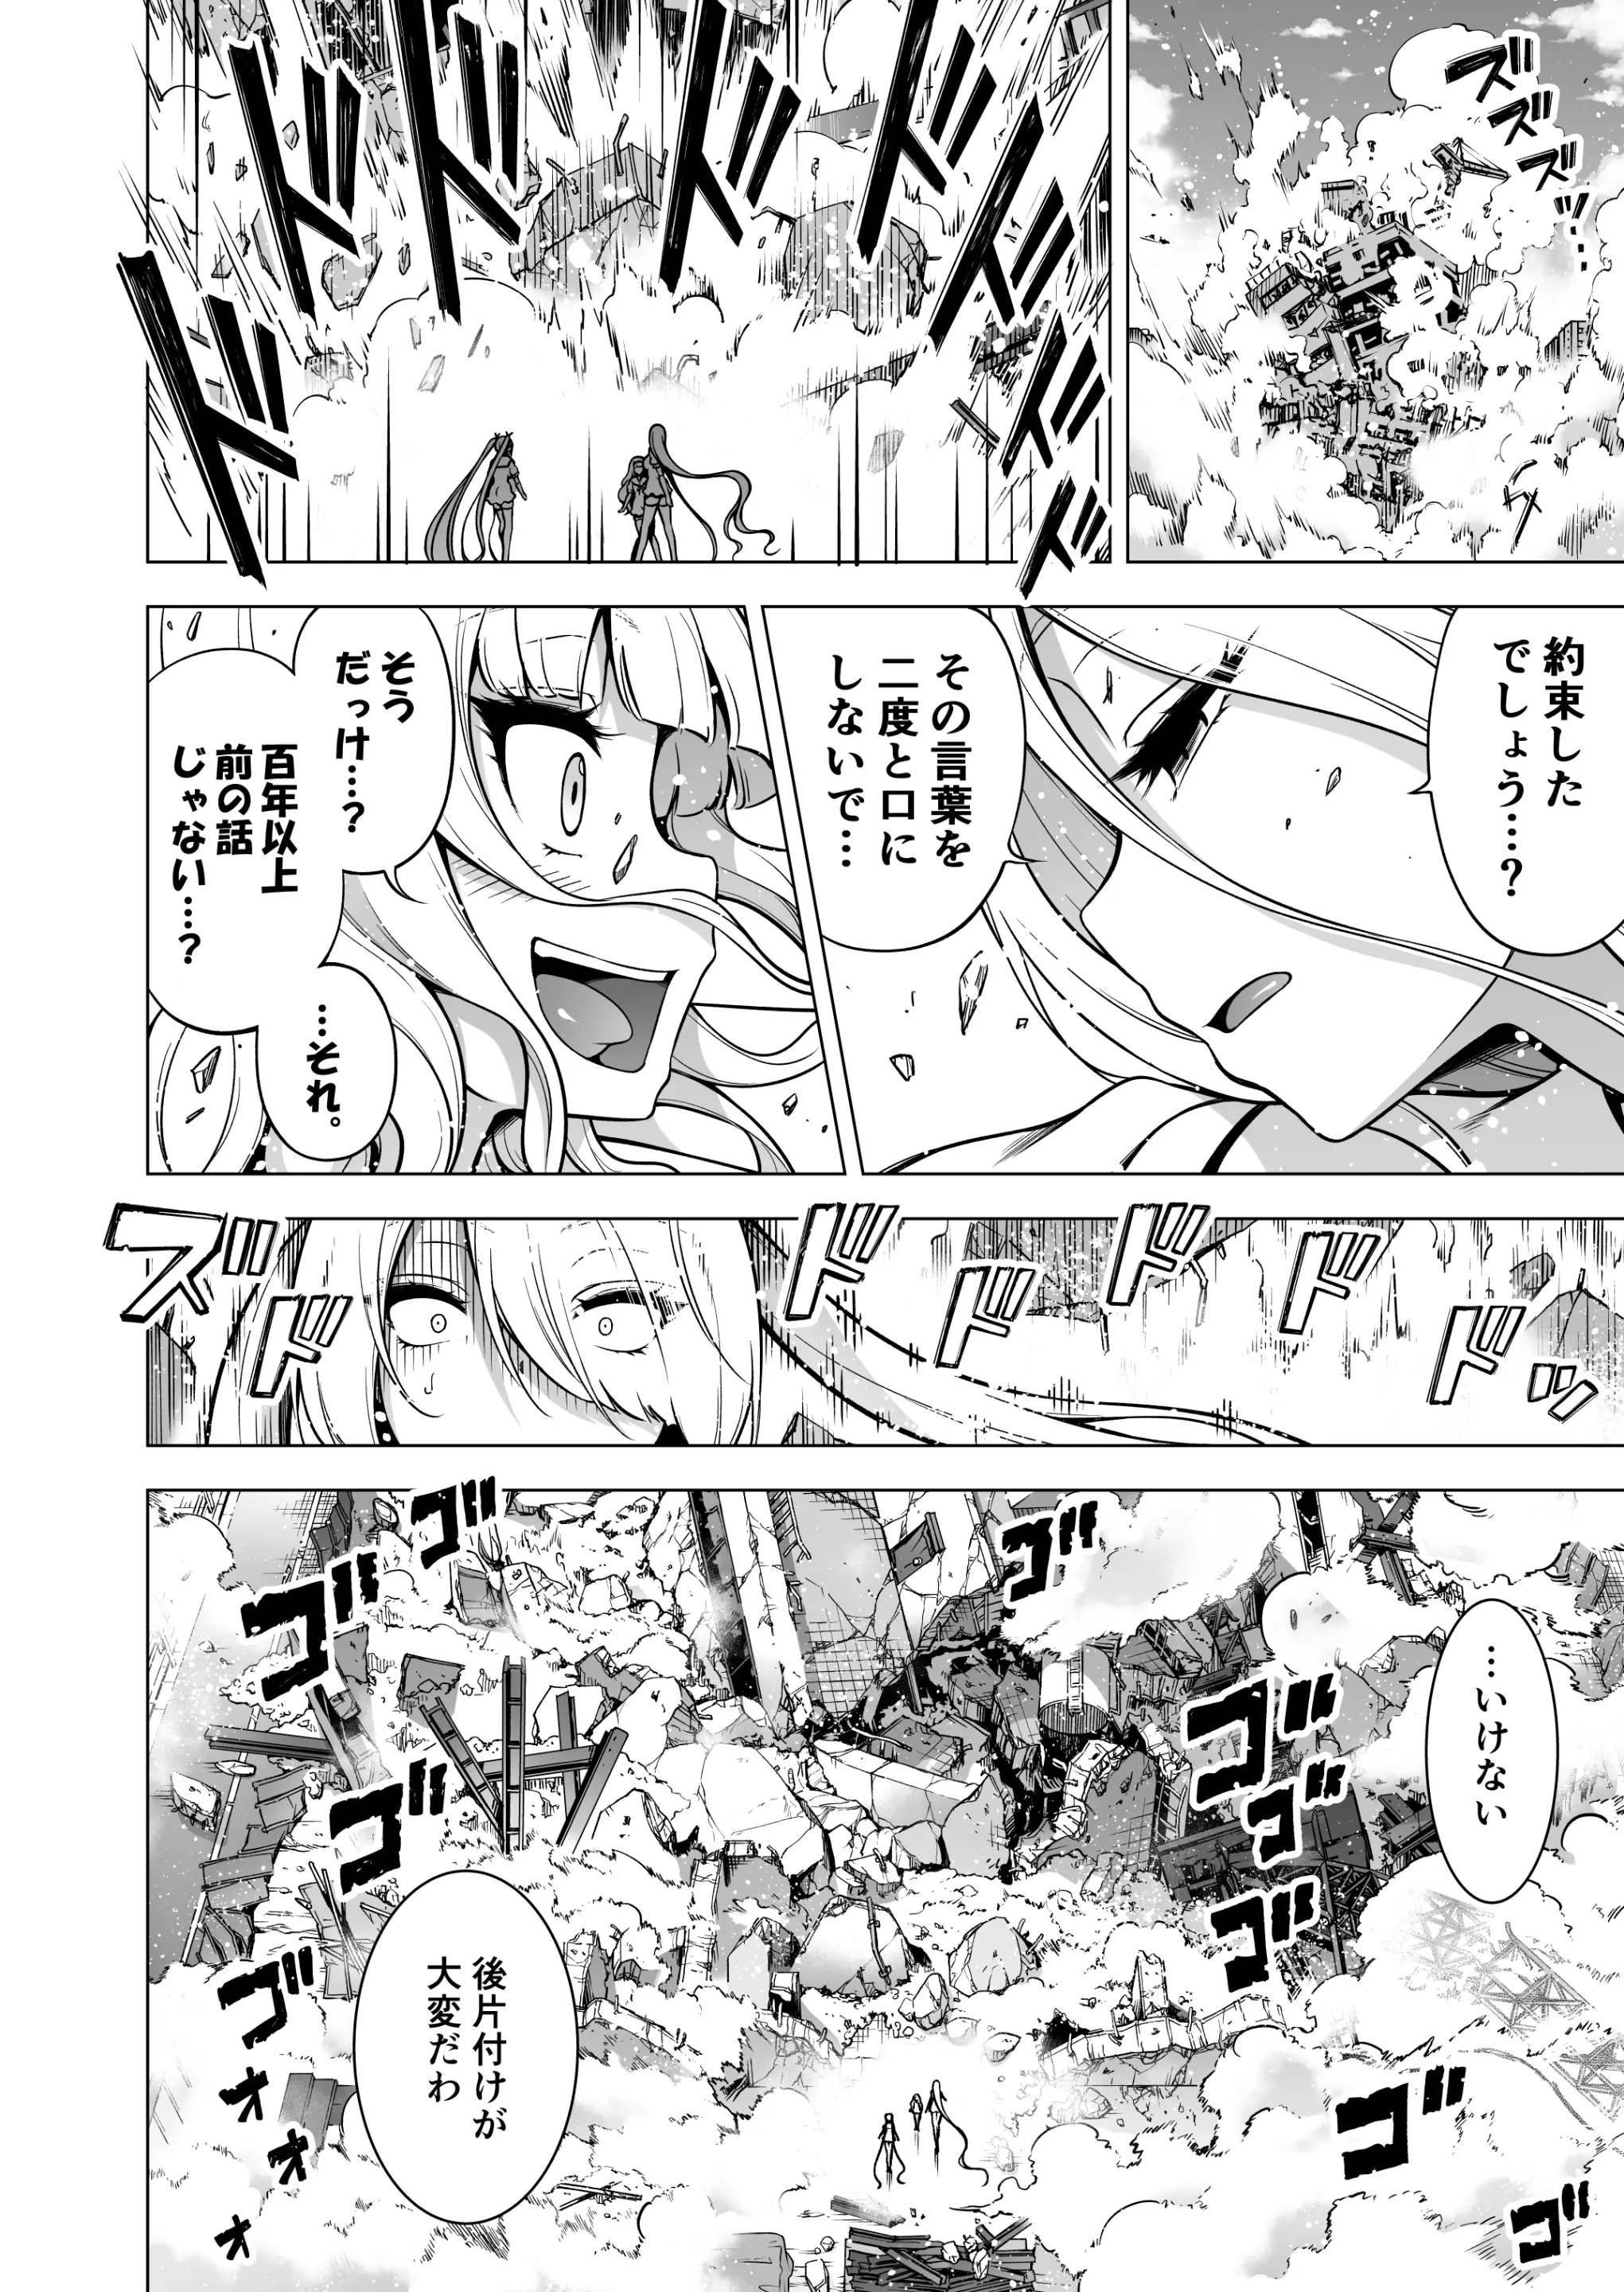 ズズズ…
ドドドドドドド
約束した
でしょう…?
その言葉を
二度と口に
しないで…
そう
だっけ…?
百年以上
前の話
じゃない…?
…それ。
ドッ
ド
ド
ド
ド
ド
ド
ズ
ゴ
ゴ
ゴ
…いけない
ゴ
ゴ
ゴ
ゴ
ゴ
ゴ
後片付けが
大変だわ
ゴ
ォ
ォ
ォ